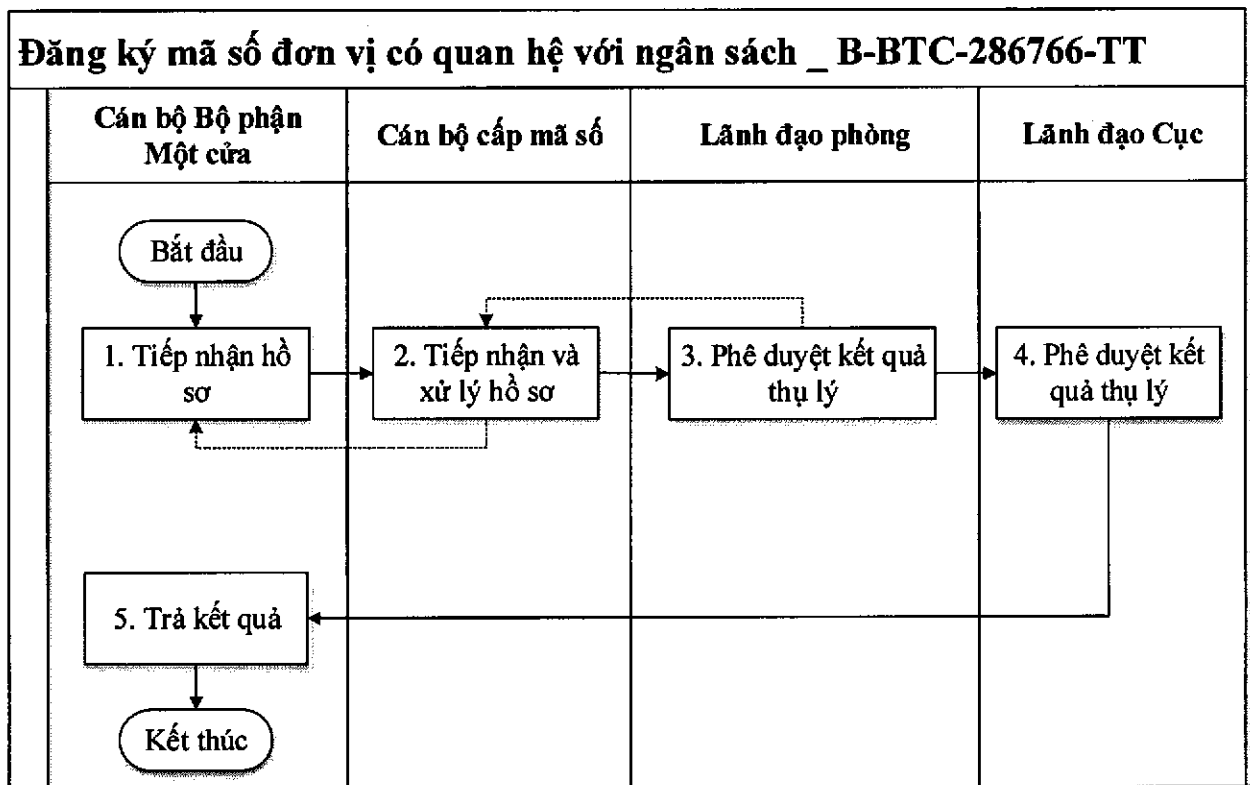 Đăng ký mã số đơn vị có quan hệ với ngân sách _ B-BTC-286766-TT
Cán bộ Bộ phận
Một cửa
Cán bộ cấp mã số
Lãnh đạo phòng
Lãnh đạo Cục
Bắt đầu
1. Tiếp nhận hồ
sơ
2. Tiếp nhận và
xử lý hồ sơ
3. Phê duyệt kết quả
thụ lý
4. Phê duyệt kết
quả thụ lý
5. Trả kết quả
Kết thúc